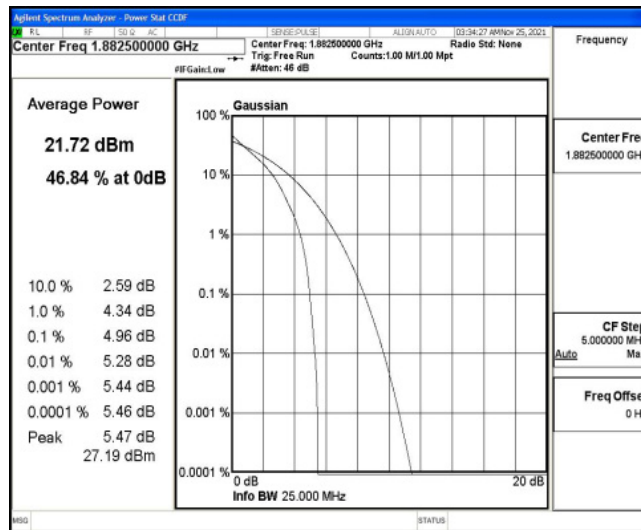 Agilent Spectrum Analyzer - Power Stat CCDF
RL RF 50 Ω AC SENSE:PULSE ALIGN AUTO 03:34:27 AM Nov 25, 2021
Center Freq 1.882500000 GHz
Center Freq: 1.882500000 GHz Radio Std: None
Trig: Free Run Counts:1.00 M/1.00 Mpt
#IFGain:Low #Atten: 46 dB
Frequency
Average Power
21.72 dBm
46.84 % at 0dB
10.0 % 2.59 dB
1.0 % 4.34 dB
0.1 % 4.96 dB
0.01 % 5.28 dB
0.001 % 5.44 dB
0.0001 % 5.46 dB
Peak 5.47 dB
27.19 dBm
Gaussian
100 %
10 %
1 %
0.1 %
0.01 %
0.001 %
0.0001 %
0 dB 20 dB
Info BW 25.000 MHz
Center Fre
1.882500000 GH
CF Step
5.000000 MH
Auto Ma
Freq Offse
0 H
MSG STATUS